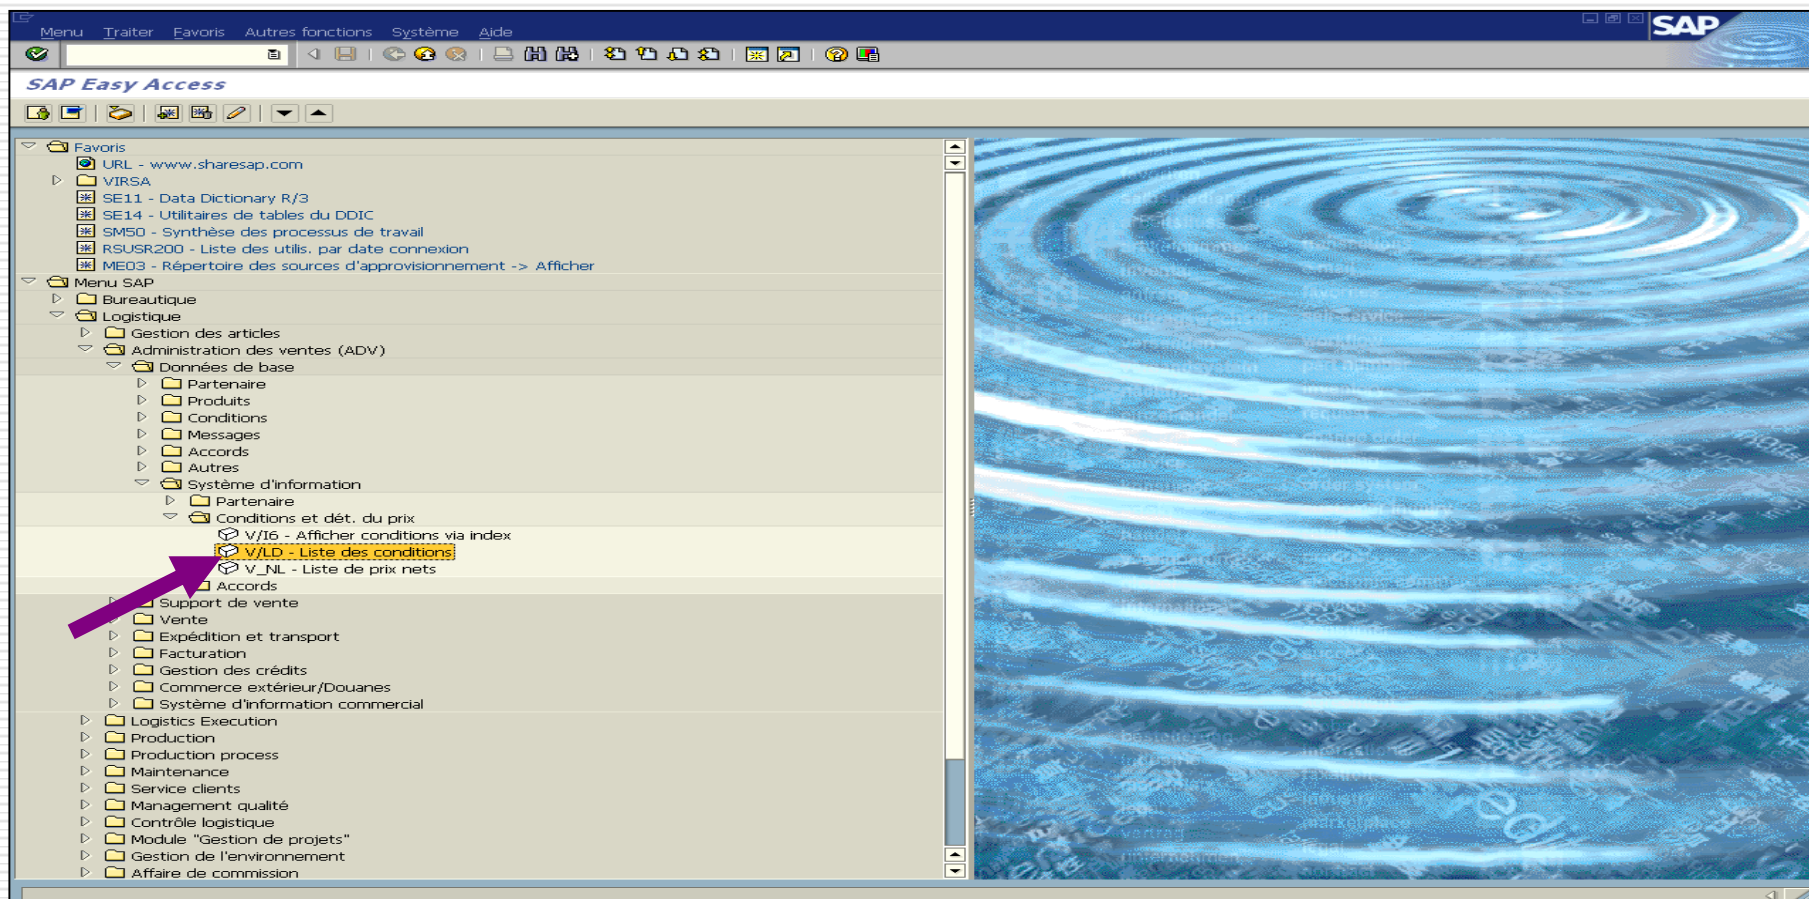 Menu Traiter Favoris Autres fonctions Système Aide
SAP
SAP Easy Access
Favoris
URL - www.sharesap.com
VIRSA
SE11 - Data Dictionary R/3
SE14 - Utilitaires de tables du DDIC
SM50 - Synthèse des processus de travail
RSUSR200 - Liste des utilis. par date connexion
ME03 - Répertoire des sources d'approvisionnement -> Afficher
Menu SAP
Bureautique
Logistique
Gestion des articles
Administration des ventes (ADV)
Données de base
Partenaire
Produits
Conditions
Messages
Accords
Autres
Système d'information
Partenaire
Conditions et dét. du prix
V/I6 - Afficher conditions via index
V/LD - Liste des conditions
V_NL - Liste de prix nets
Accords
Support de vente
Vente
Expédition et transport
Facturation
Gestion des crédits
Commerce extérieur/Douanes
Système d'information commercial
Logistics Execution
Production
Production process
Maintenance
Service clients
Management qualité
Contrôle logistique
Module "Gestion de projets"
Gestion de l'environnement
Affaire de commission